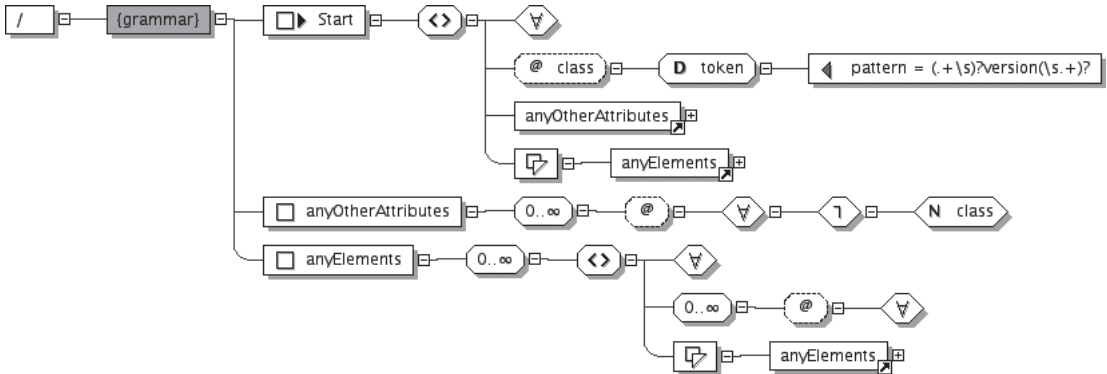 / {grammar} Start <> ∀
@ class D token pattern = (.+\s)?version(\s.+)?
anyOtherAttributes
anyElements
anyOtherAttributes 0..∞ @ ∀ ㄱ N class
anyElements 0..∞ <> ∀
0..∞ @ ∀
anyElements